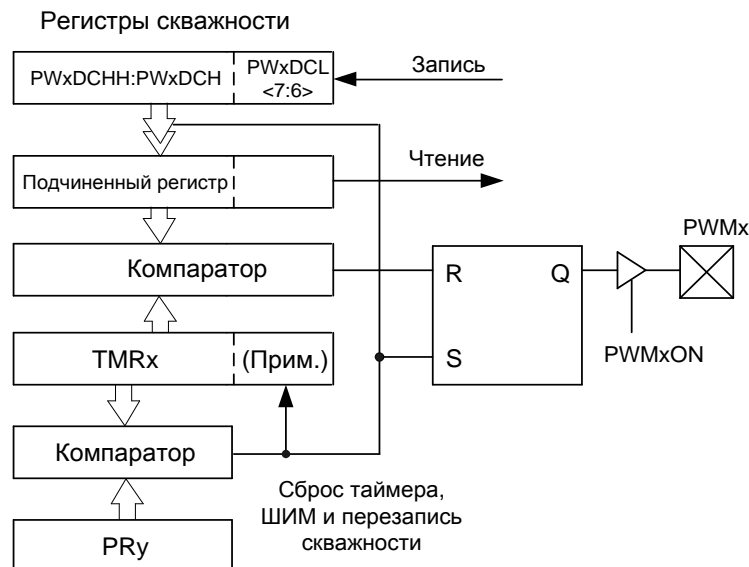 Регистры скважности
PWxDCHH:PWxDCH
PWxDCL
<7:6>
Запись
Подчиненный регистр
Чтение
Компаратор
R
Q
PWMx
TMRx
(Прим.)
S
PWMxON
Компаратор
Сброс таймера,
ШИМ и перезапись
скважности
PRy